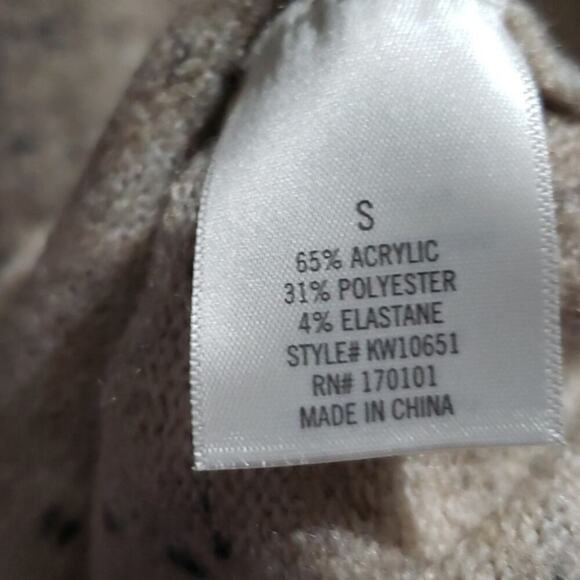 S
65% ACRYLIC
31% POLYESTER
4% ELASTANE
STYLE# KW10651
RN# 170101
MADE IN CHINA